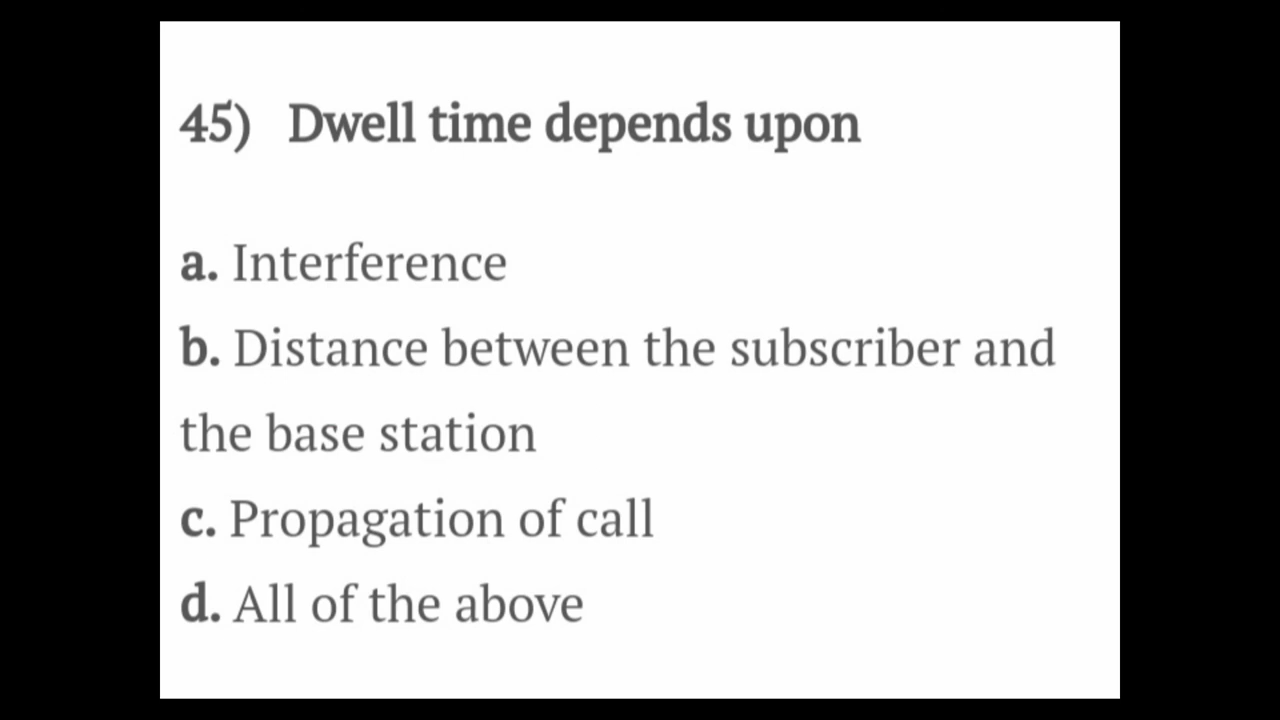 45) Dwell time depends upon
a. Interference
b. Distance between the subscriber and
the base station
c. Propagation of call
d. All of the above